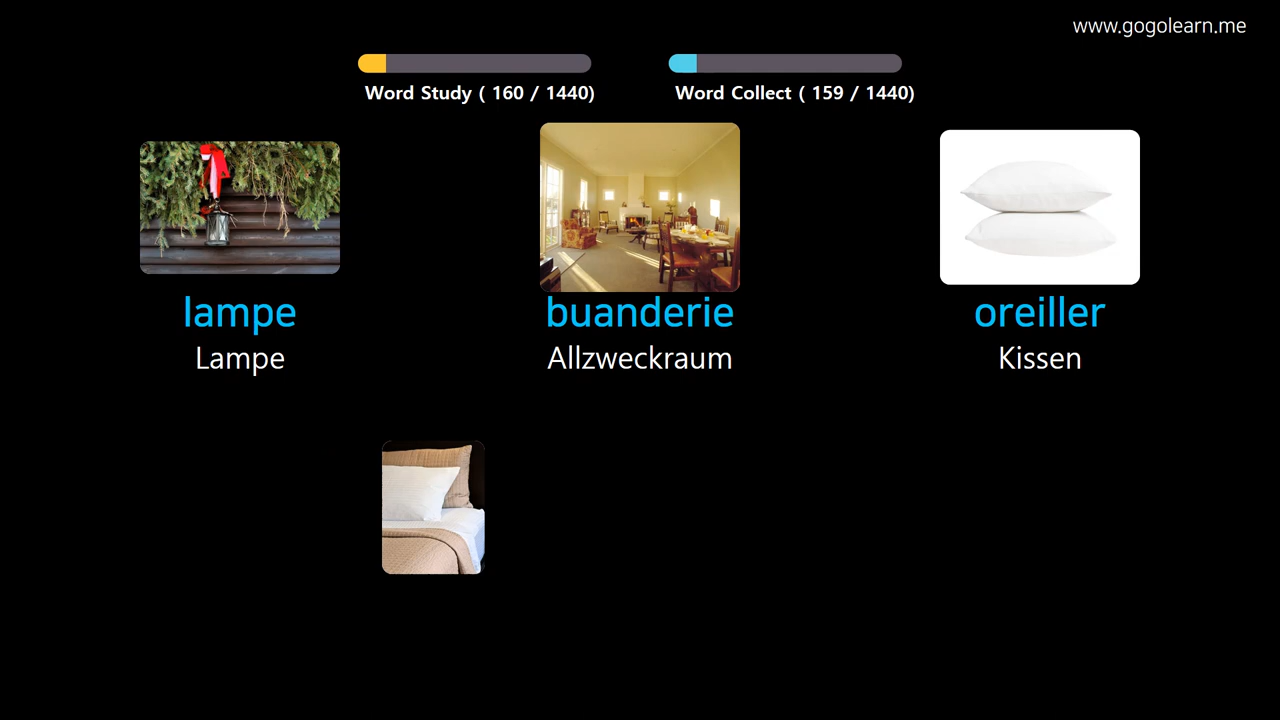 www.gogolearn.me
Word Study ( 160 / 1440)
Word Collect ( 159 / 1440)
lampe
Lampe
buanderie
Allzweckraum
oreiller
Kissen